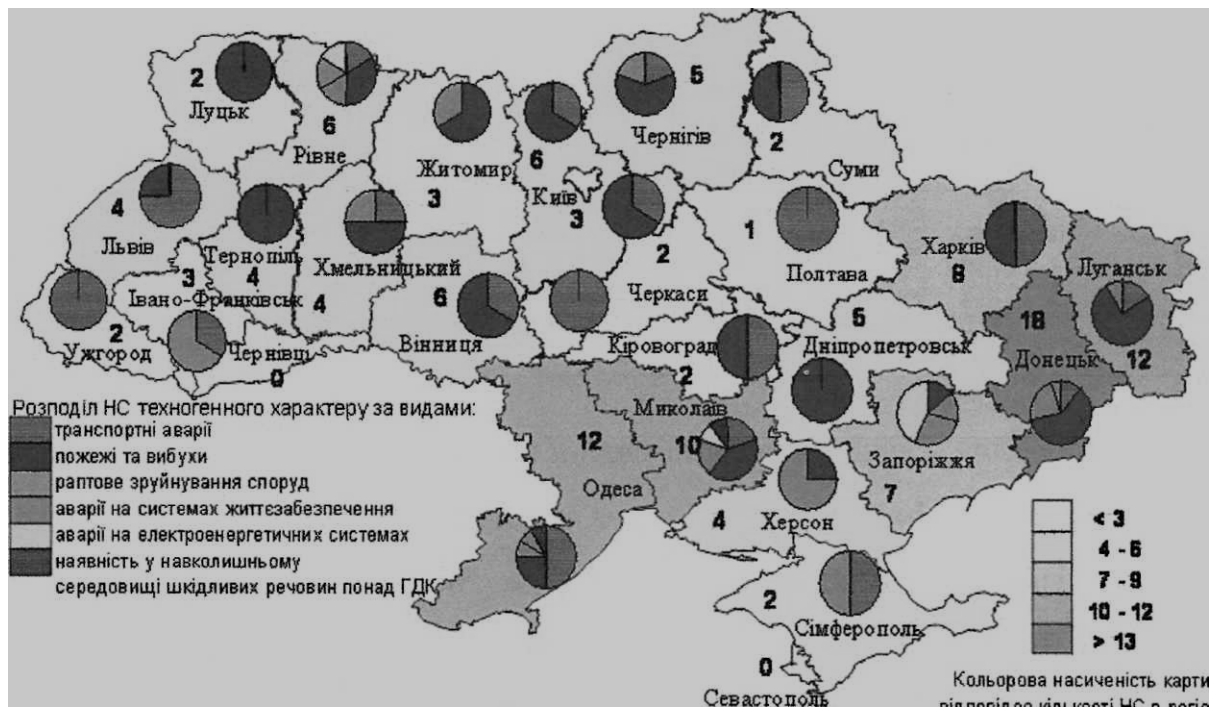 2
Луцьк
6
Рівне
Житомир
3
6
Київ
3
5
Чернігів
2
Суми
4
Львів
Тернопіль
4
3
Івано-Франківськ
Хмельницький
4
2
Ужгород
Чернівці
0
6
Вінниця
2
Черкаси
1
Полтава
Харків
8
Луганськ
12
18
Донецьк
5
Дніпропетровськ
Кіровоград
2
Миколаїв
10
12
Одеса
Запоріжжя
7
4
Херсон
2
Сімферополь
0
Севастополь
Розподіл НС техногенного характеру за видами:
транспортні аварії
пожежі та вибухи
раптове зруйнування споруд
аварії на системах життєзабезпечення
аварії на електроенергетичних системах
наявність у навколишньому
середовищі шкідливих речовин понад ГДК
< 3
4 - 6
7 - 9
10 - 12
> 13
Кольорова насиченість карти
відповідає кількості НС в регіо